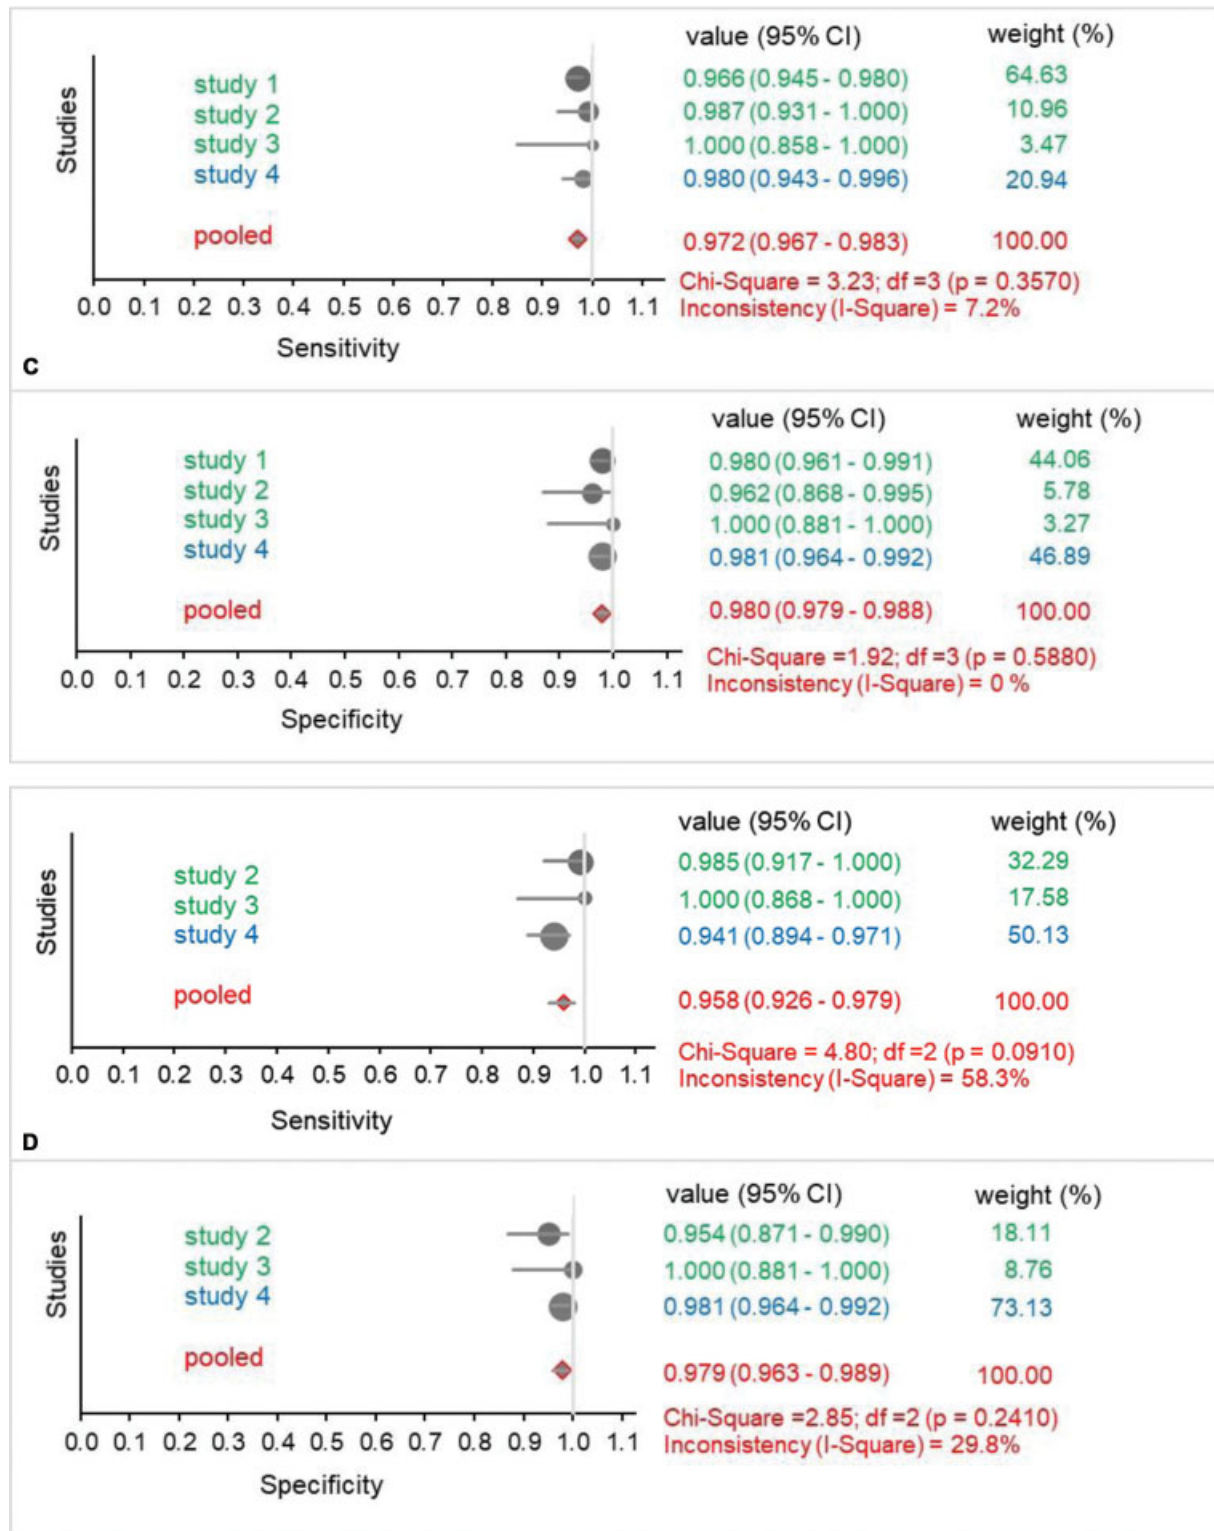 value (95% CI) weight (%)
Studies
study 1 0.966 (0.945 - 0.980) 64.63
study 2 0.987 (0.931 - 1.000) 10.96
study 3 1.000 (0.858 - 1.000) 3.47
study 4 0.980 (0.943 - 0.996) 20.94
pooled 0.972 (0.967 - 0.983) 100.00
Chi-Square = 3.23; df =3 (p = 0.3570)
0.0 0.1 0.2 0.3 0.4 0.5 0.6 0.7 0.8 0.9 1.0 1.1 Inconsistency (I-Square) = 7.2%
Sensitivity
C
value (95% CI) weight (%)
Studies
study 1 0.980 (0.961 - 0.991) 44.06
study 2 0.962 (0.868 - 0.995) 5.78
study 3 1.000 (0.881 - 1.000) 3.27
study 4 0.981 (0.964 - 0.992) 46.89
pooled 0.980 (0.979 - 0.988) 100.00
Chi-Square =1.92; df =3 (p = 0.5880)
0.0 0.1 0.2 0.3 0.4 0.5 0.6 0.7 0.8 0.9 1.0 1.1 Inconsistency (I-Square) = 0 %
Specificity
value (95% CI) weight (%)
Studies
study 2 0.985 (0.917 - 1.000) 32.29
study 3 1.000 (0.868 - 1.000) 17.58
study 4 0.941 (0.894 - 0.971) 50.13
pooled 0.958 (0.926 - 0.979) 100.00
Chi-Square = 4.80; df =2 (p = 0.0910)
0.0 0.1 0.2 0.3 0.4 0.5 0.6 0.7 0.8 0.9 1.0 1.1 Inconsistency (I-Square) = 58.3%
Sensitivity
D
value (95% CI) weight (%)
Studies
study 2 0.954 (0.871 - 0.990) 18.11
study 3 1.000 (0.881 - 1.000) 8.76
study 4 0.981 (0.964 - 0.992) 73.13
pooled 0.979 (0.963 - 0.989) 100.00
Chi-Square =2.85; df =2 (p = 0.2410)
0.0 0.1 0.2 0.3 0.4 0.5 0.6 0.7 0.8 0.9 1.0 1.1 Inconsistency (I-Square) = 29.8%
Specificity